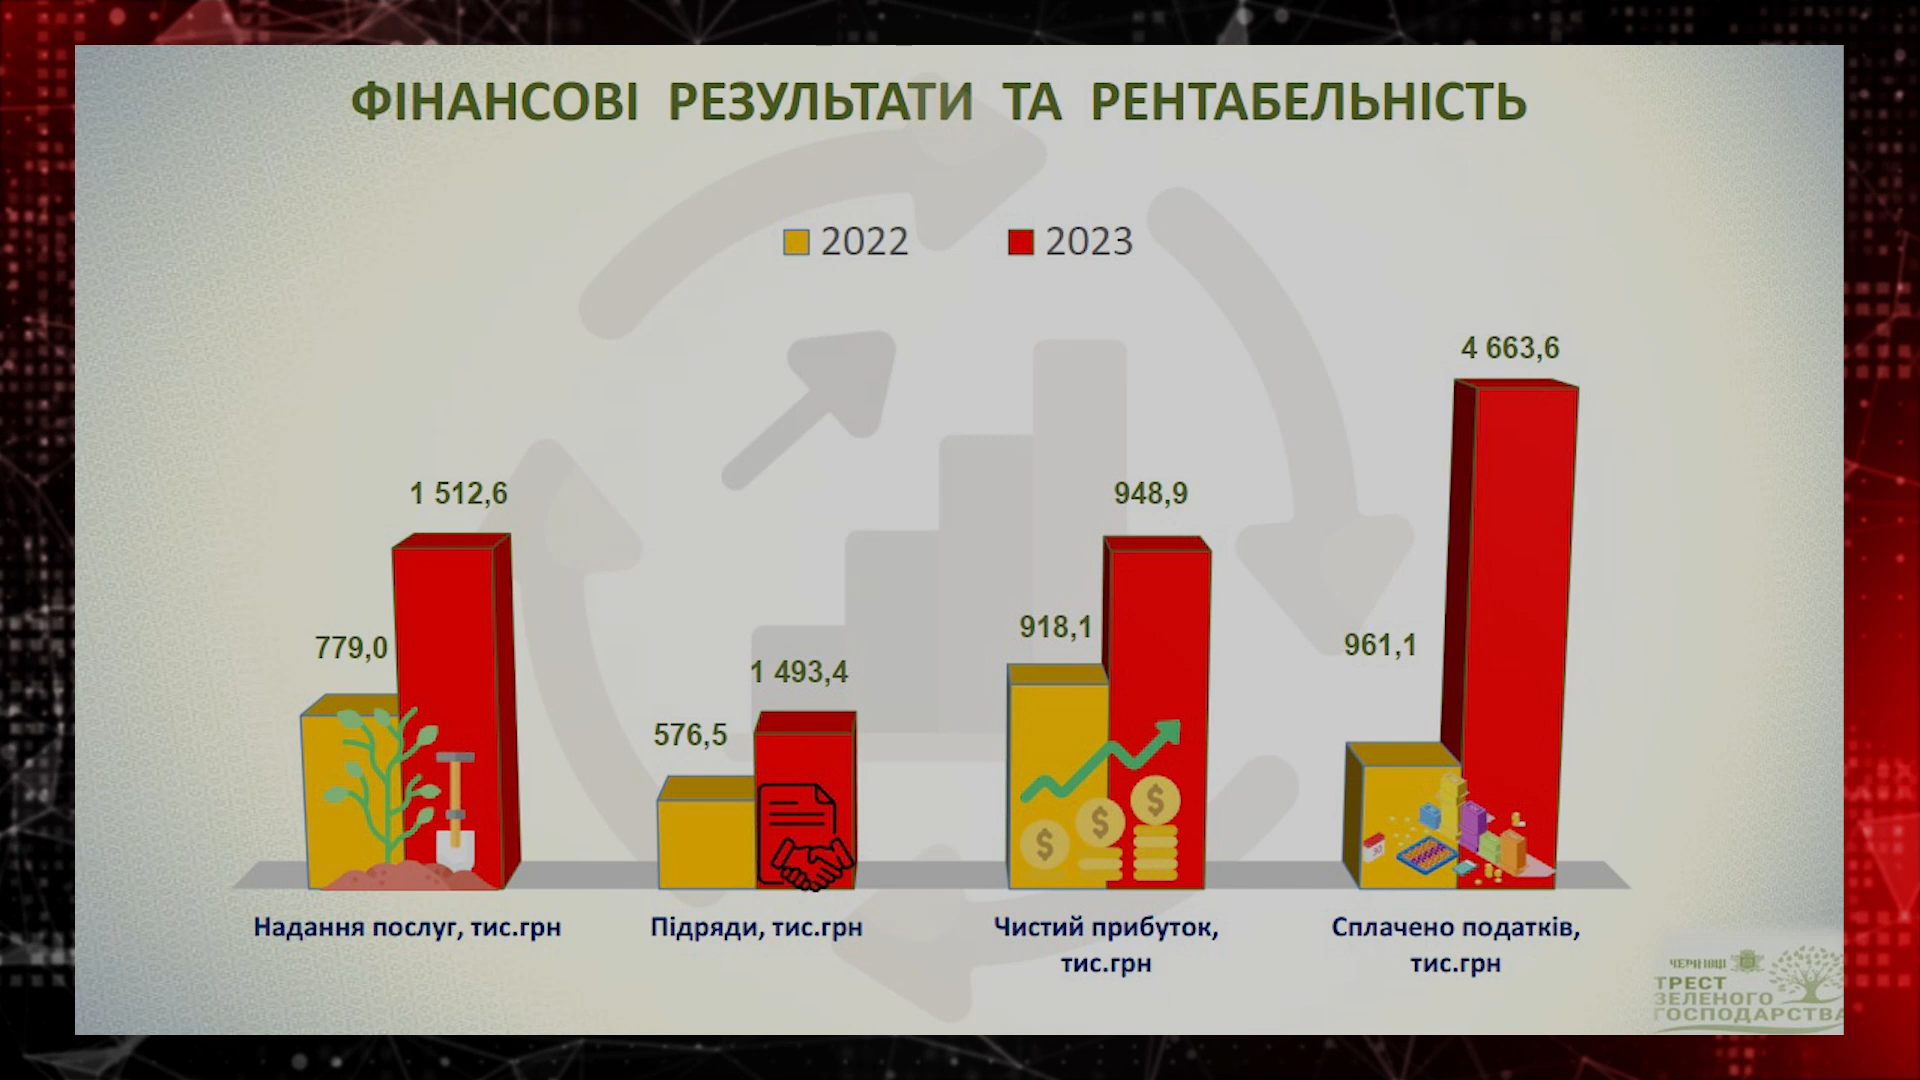 ФІНАНСОВІ РЕЗУЛЬТАТИ ТА РЕНТАБЕЛЬНІСТЬ
2022 2023
4 663,6
1 512,6
948,9
779,0
918,1
961,1
1 493,4
576,5
$ $ $
30
Надання послуг, тис.грн
Підряди, тис.грн
Чистий прибуток,
тис.грн
Сплачено податків,
тис.грн
ЧЕРНІВЦІ
ТРЕСТ
ЗЕЛЕНОГО
ГОСПОДАРСТВА